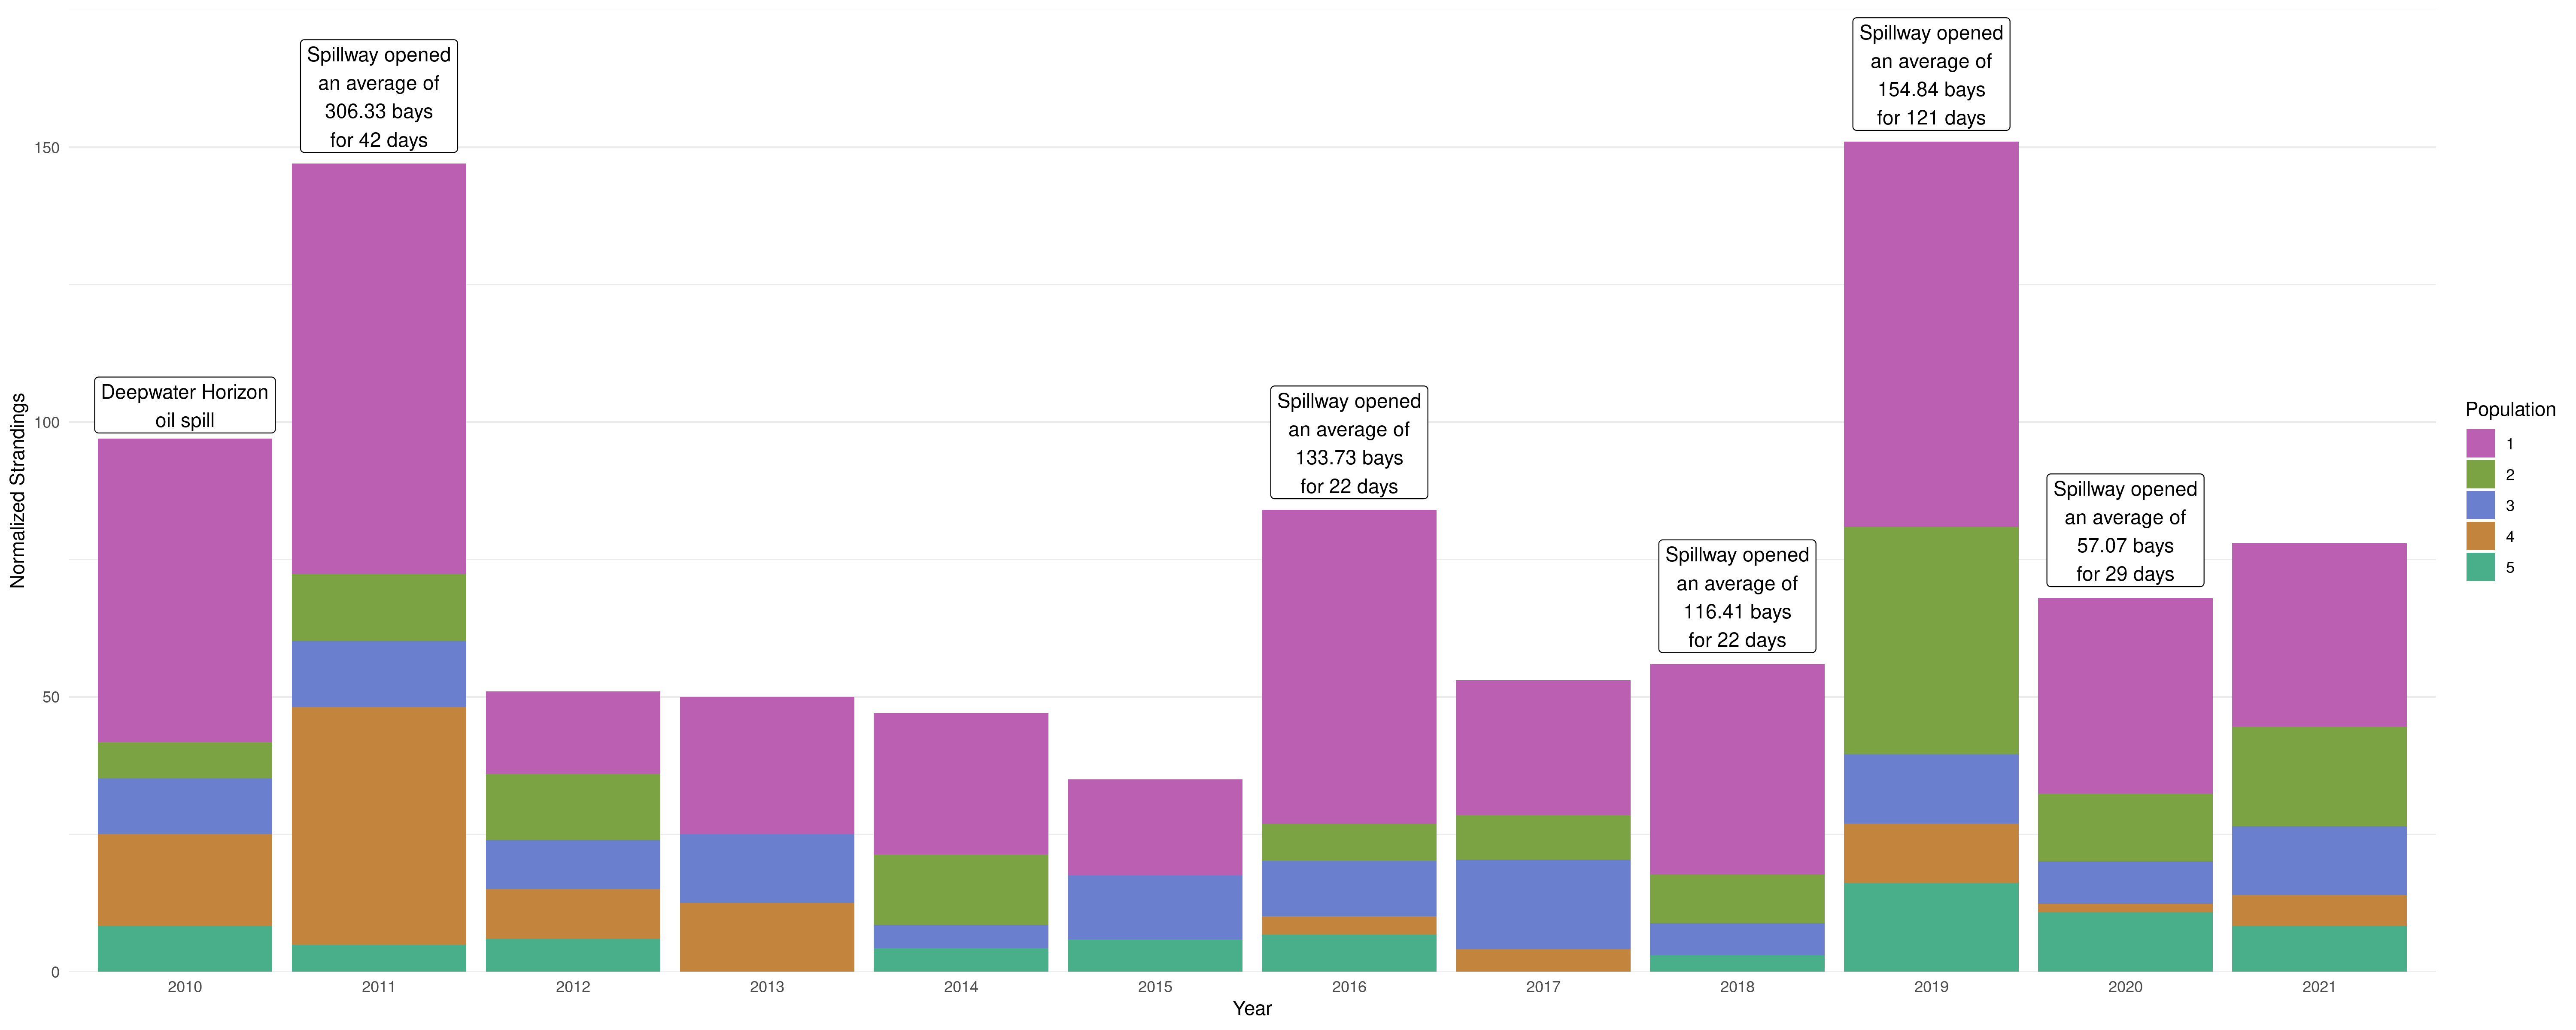 Spillway opened
an average of
306.33 bays
for 42 days
Spillway opened
an average of
154.84 bays
for 121 days
Deepwater Horizon
oil spill
Spillway opened
an average of
133.73 bays
for 22 days
Spillway opened
an average of
116.41 bays
for 22 days
Spillway opened
an average of
57.07 bays
for 29 days
Normalized Strandings
150
100
50
0
2010 2011 2012 2013 2014 2015 2016 2017 2018 2019 2020 2021
Year
Population
1
2
3
4
5